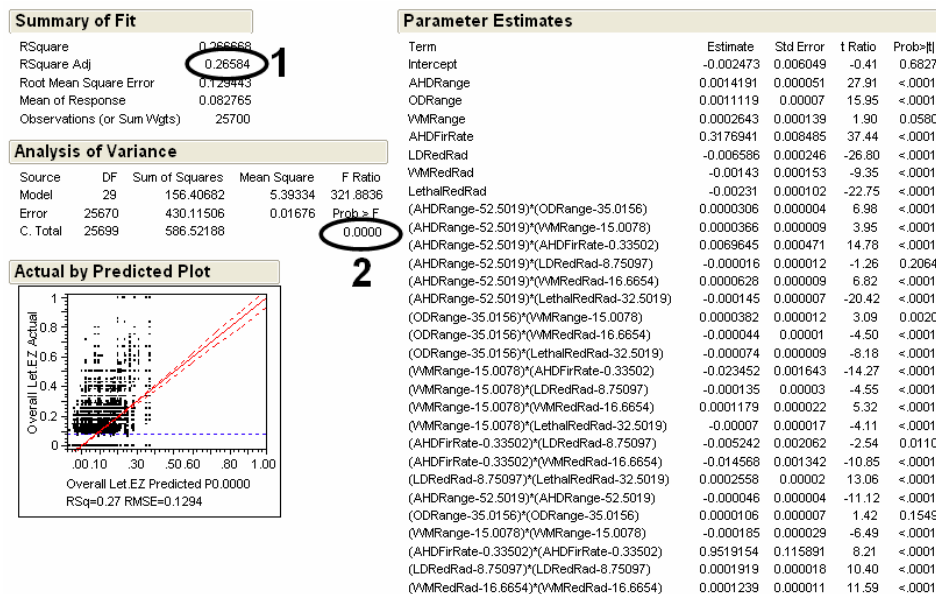 Summary of Fit
RSquare 0.266668
RSquare Adj 0.26584
1
Root Mean Square Error 0.129443
Mean of Response 0.082765
Observations (or Sum Wgts) 25700
Analysis of Variance
Source DF Sum of Squares Mean Square F Ratio
Model 29 156.40682 5.39334 321.8836
Error 25670 430.11506 0.01676 Prob > F
C. Total 25699 586.52188 0.0000
2
Actual by Predicted Plot
Overall Let.EZ Actual
1
0.8
0.6
0.4
0.2
0
.00 .10 .30 .50 .60 .80 1.00
Overall Let.EZ Predicted P0.0000
RSq=0.27 RMSE=0.1294
Parameter Estimates
Term Estimate Std Error t Ratio Prob>|t|
Intercept -0.002473 0.006049 -0.41 0.6827
AHDRange 0.0014191 0.000051 27.91 <.0001
ODRange 0.0011119 0.00007 15.95 <.0001
WMRange 0.0002643 0.000139 1.90 0.0580
AHDFirRate 0.3176941 0.008485 37.44 <.0001
LDRedRad -0.006586 0.000246 -26.80 <.0001
WMRedRad -0.00143 0.000153 -9.35 <.0001
LethalRedRad -0.00231 0.000102 -22.75 <.0001
(AHDRange-52.5019)*(ODRange-35.0156) 0.0000306 0.000004 6.98 <.0001
(AHDRange-52.5019)*(WMRange-15.0078) 0.0000366 0.000009 3.95 <.0001
(AHDRange-52.5019)*(AHDFirRate-0.33502) 0.0069645 0.000471 14.78 <.0001
(AHDRange-52.5019)*(LDRedRad-8.75097) -0.000016 0.000012 -1.26 0.2064
(AHDRange-52.5019)*(WMRedRad-16.6654) 0.0000628 0.000009 6.82 <.0001
(AHDRange-52.5019)*(LethalRedRad-32.5019) -0.000145 0.000007 -20.42 <.0001
(ODRange-35.0156)*(WMRange-15.0078) 0.0000382 0.000012 3.09 0.0020
(ODRange-35.0156)*(WMRedRad-16.6654) -0.000044 0.00001 -4.50 <.0001
(ODRange-35.0156)*(LethalRedRad-32.5019) -0.000074 0.000009 -8.18 <.0001
(WMRange-15.0078)*(AHDFirRate-0.33502) -0.023452 0.001643 -14.27 <.0001
(WMRange-15.0078)*(LDRedRad-8.75097) -0.000135 0.00003 -4.55 <.0001
(WMRange-15.0078)*(WMRedRad-16.6654) 0.0001179 0.000022 5.32 <.0001
(WMRange-15.0078)*(LethalRedRad-32.5019) -0.00007 0.000017 -4.11 <.0001
(AHDFirRate-0.33502)*(LDRedRad-8.75097) -0.005242 0.002062 -2.54 0.0110
(AHDFirRate-0.33502)*(WMRedRad-16.6654) -0.014568 0.001342 -10.85 <.0001
(LDRedRad-8.75097)*(LethalRedRad-32.5019) 0.0002558 0.00002 13.06 <.0001
(AHDRange-52.5019)*(AHDRange-52.5019) -0.000046 0.000004 -11.12 <.0001
(ODRange-35.0156)*(ODRange-35.0156) 0.0000106 0.000007 1.42 0.1549
(WMRange-15.0078)*(WMRange-15.0078) -0.000185 0.000029 -6.49 <.0001
(AHDFirRate-0.33502)*(AHDFirRate-0.33502) 0.9519154 0.115891 8.21 <.0001
(LDRedRad-8.75097)*(LDRedRad-8.75097) 0.0001919 0.000018 10.40 <.0001
(WMRedRad-16.6654)*(WMRedRad-16.6654) 0.0001239 0.000011 11.59 <.0001